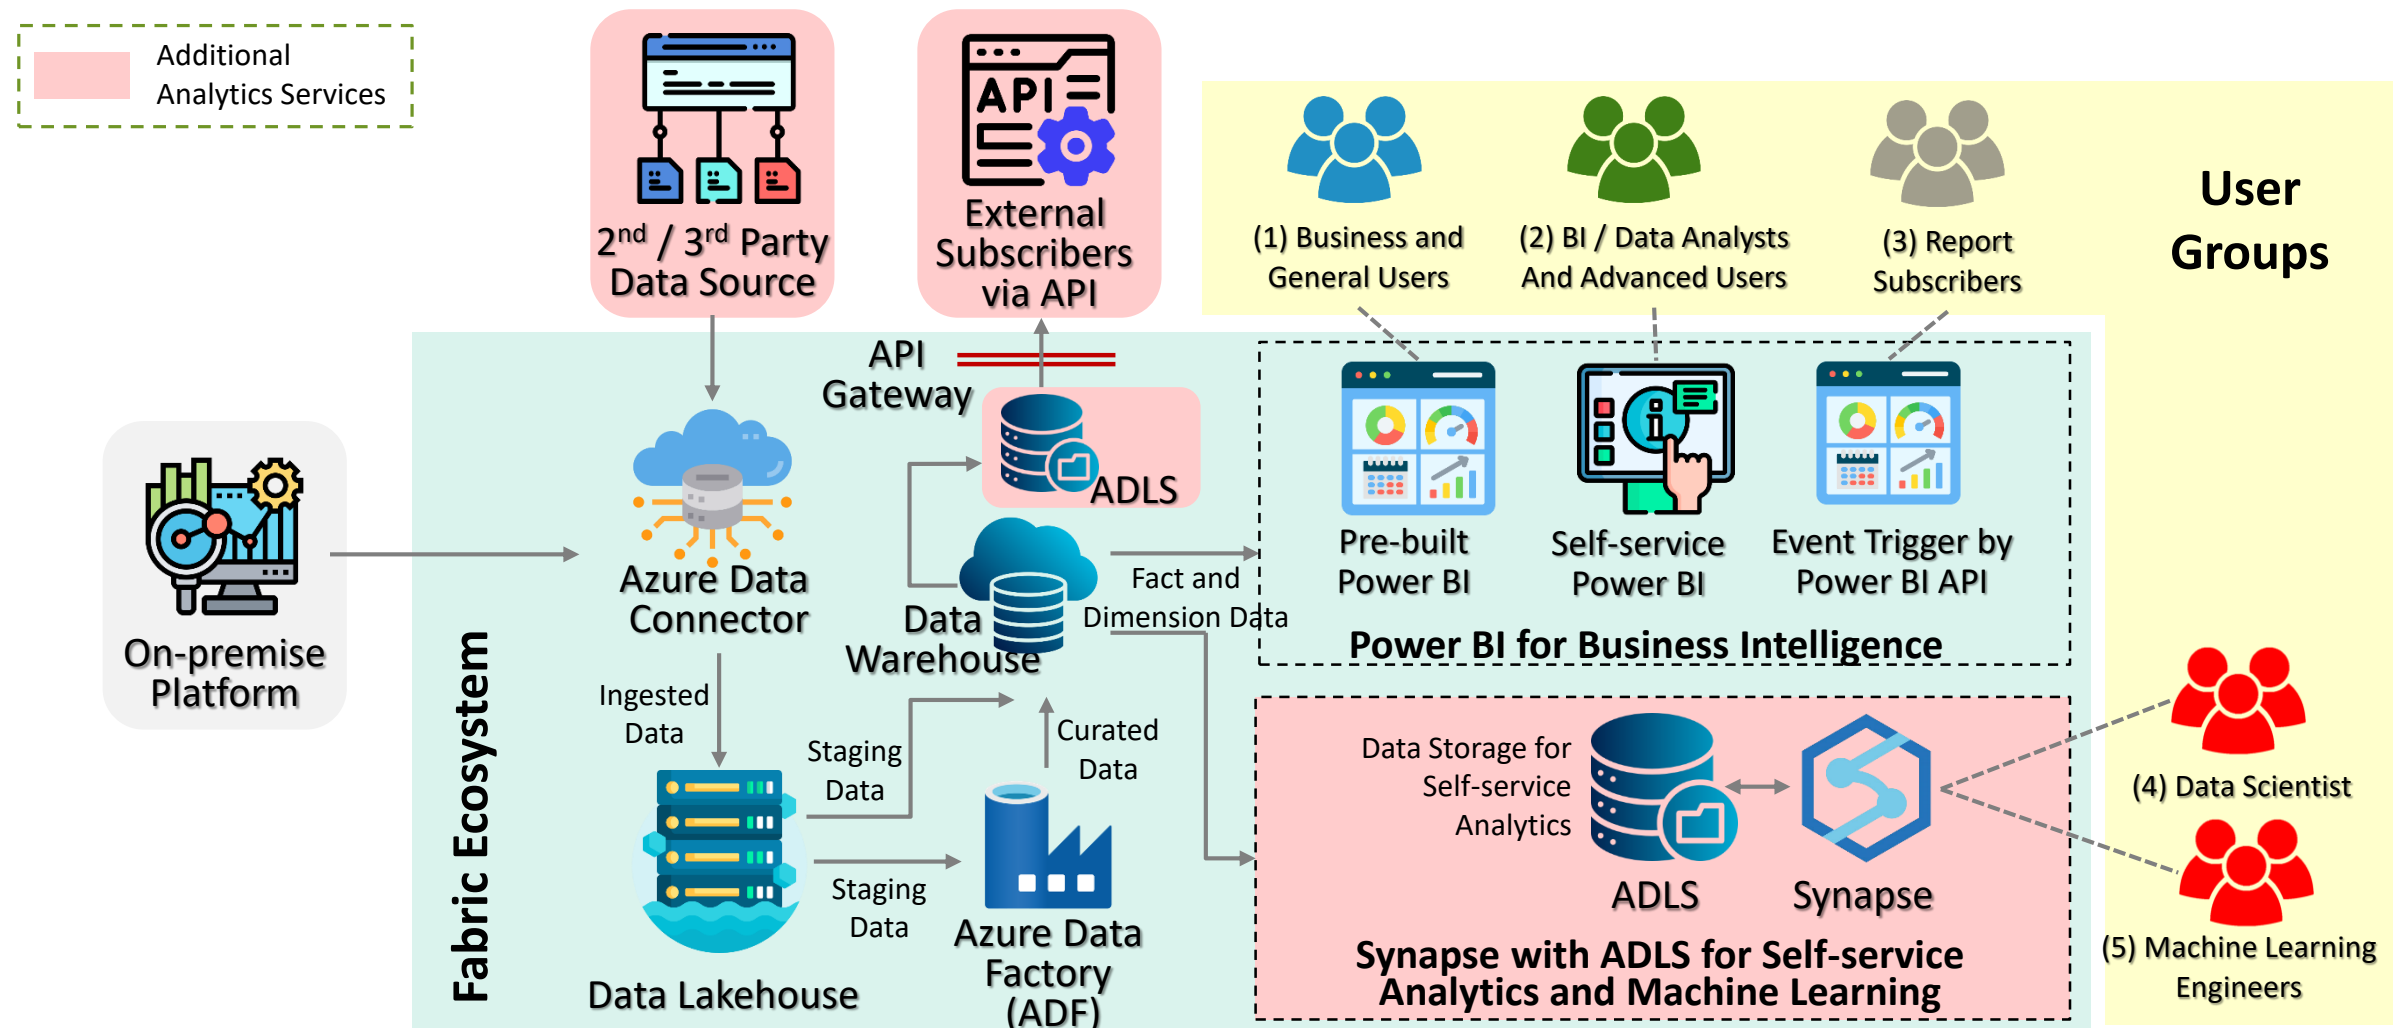 Additional
Analytics Services
2nd / 3rd Party
Data Source
API
External
Subscribers
via API
(1) Business and
General Users
(2) BI / Data Analysts
And Advanced Users
(3) Report
Subscribers
User
Groups
API
Gateway
ADLS
On-premise
Platform
Azure Data
Connector
Data
Warehouse
Fact and
Dimension Data
Pre-built
Power BI
Self-service
Power BI
Event Trigger by
Power BI API
Power BI for Business Intelligence
Fabric Ecosystem
Ingested
Data
Staging
Data
Curated
Data
Staging
Data
Data Lakehouse
Azure Data
Factory
(ADF)
Data Storage for
Self-service
Analytics
ADLS
Synapse
Synapse with ADLS for Self-service
Analytics and Machine Learning
(4) Data Scientist
(5) Machine Learning
Engineers